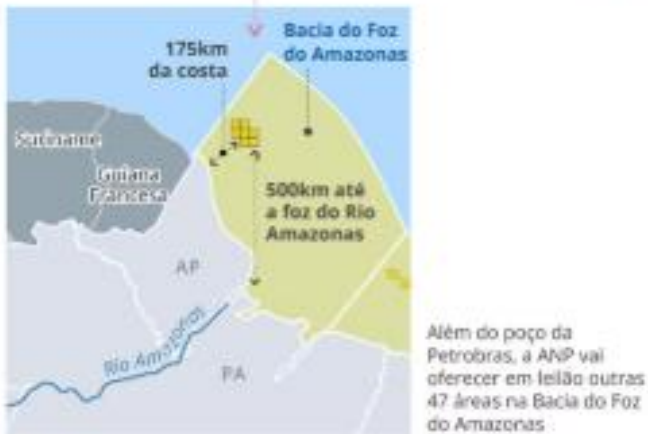 175km
da costa
Bacia do Foz
do Amazonas
Suriname
Guiana
Francesa
500km até
a foz do Rio
Amazonas
AP
Rio Amazonas
PA
Além do poço da
Petrobras, a ANP vai
oferecer em leilão outras
47 áreas na Bacia do Foz
do Amazonas